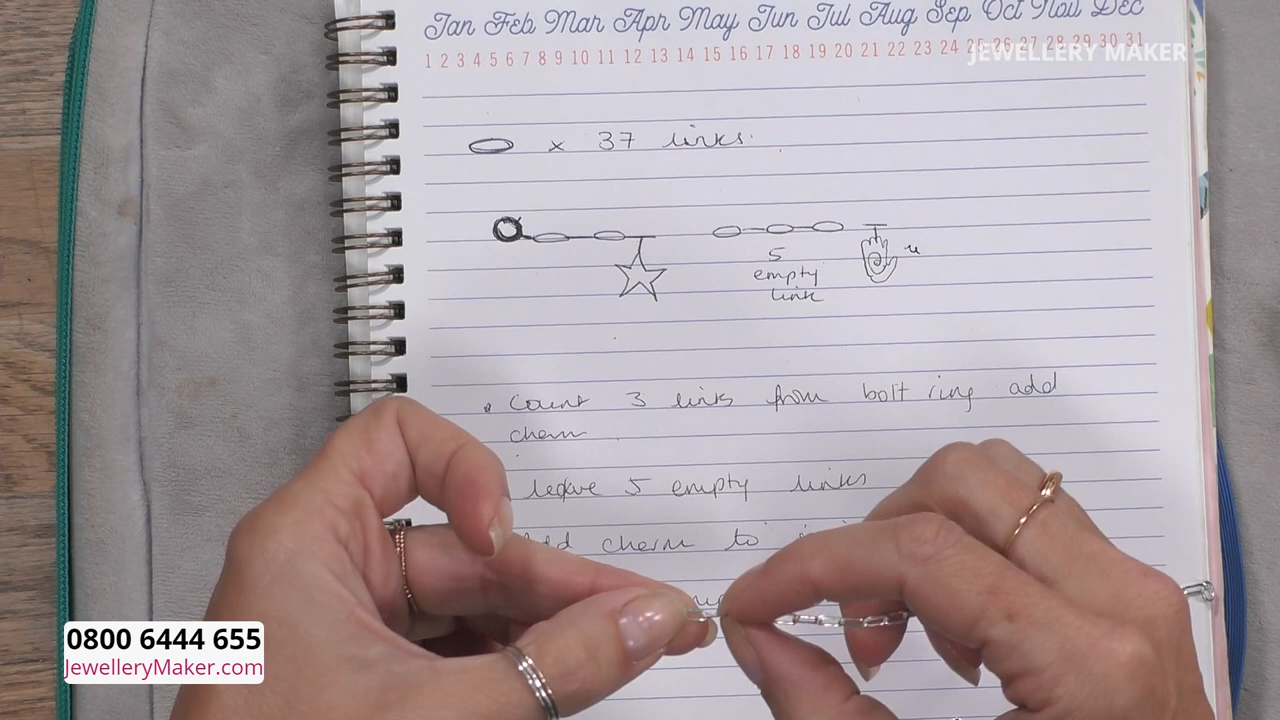 Jan Feb Mar Apr May Jun Jul Aug Sep Oct Nov Dec
1 2 3 4 5 6 7 8 9 10 11 12 13 14 15 16 17 18 19 20 21 22 23 24 25 26 27 28 29 30 31
JEWELLERY MAKER
x 37 links
5
empty
link
Count 3 links from bolt ring add
charm
leave 5 empty links
charm to
0800 6444 655
JewelleryMaker.com